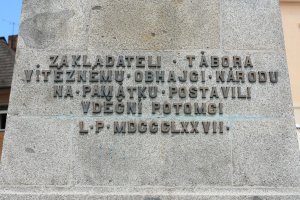 ZAKLADATELI · TÁBORA
VÍTĚZNÉMU · OBHÁJCI · NÁRODU
NA · PAMÁTKU · POSTAVILI
VDĚČNÍ POTOMCI
L · P · MDCCCLXXVII ·